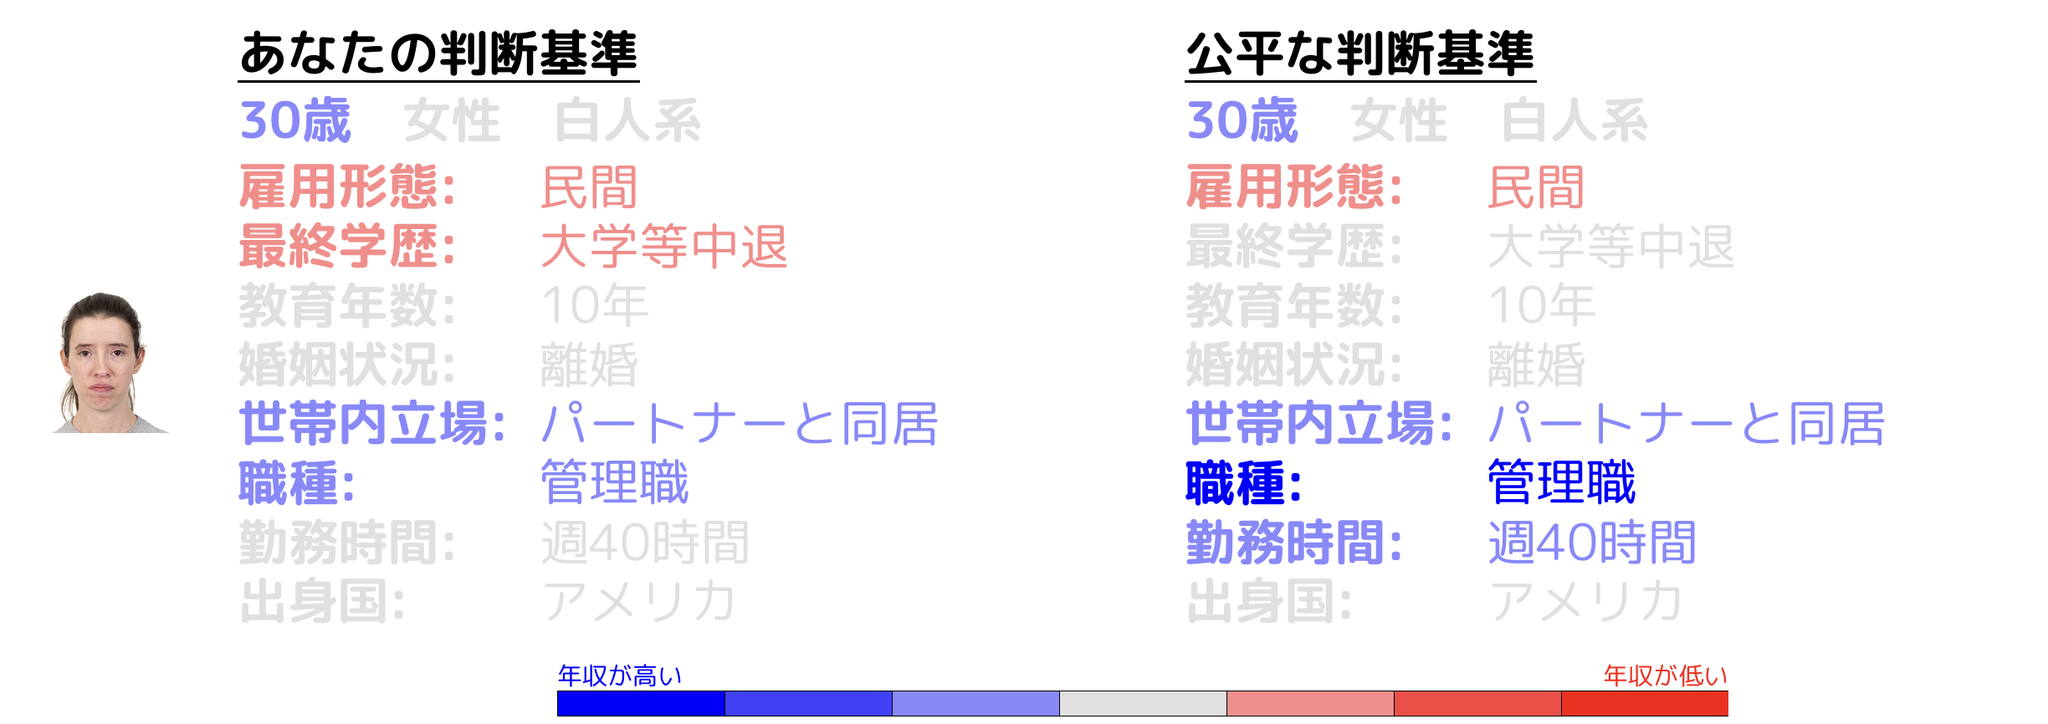 あなたの判断基準
30歳 女性 白人系
雇用形態: 民間
最終学歴: 大学等中退
教育年数: 10年
婚姻状況: 離婚
世帯内立場: パートナーと同居
職種: 管理職
勤務時間: 週40時間
出身国: アメリカ
公平な判断基準
30歳 女性 白人系
雇用形態: 民間
最終学歴: 大学等中退
教育年数: 10年
婚姻状況: 離婚
世帯内立場: パートナーと同居
職種: 管理職
勤務時間: 週40時間
出身国: アメリカ
年収が高い
年収が低い